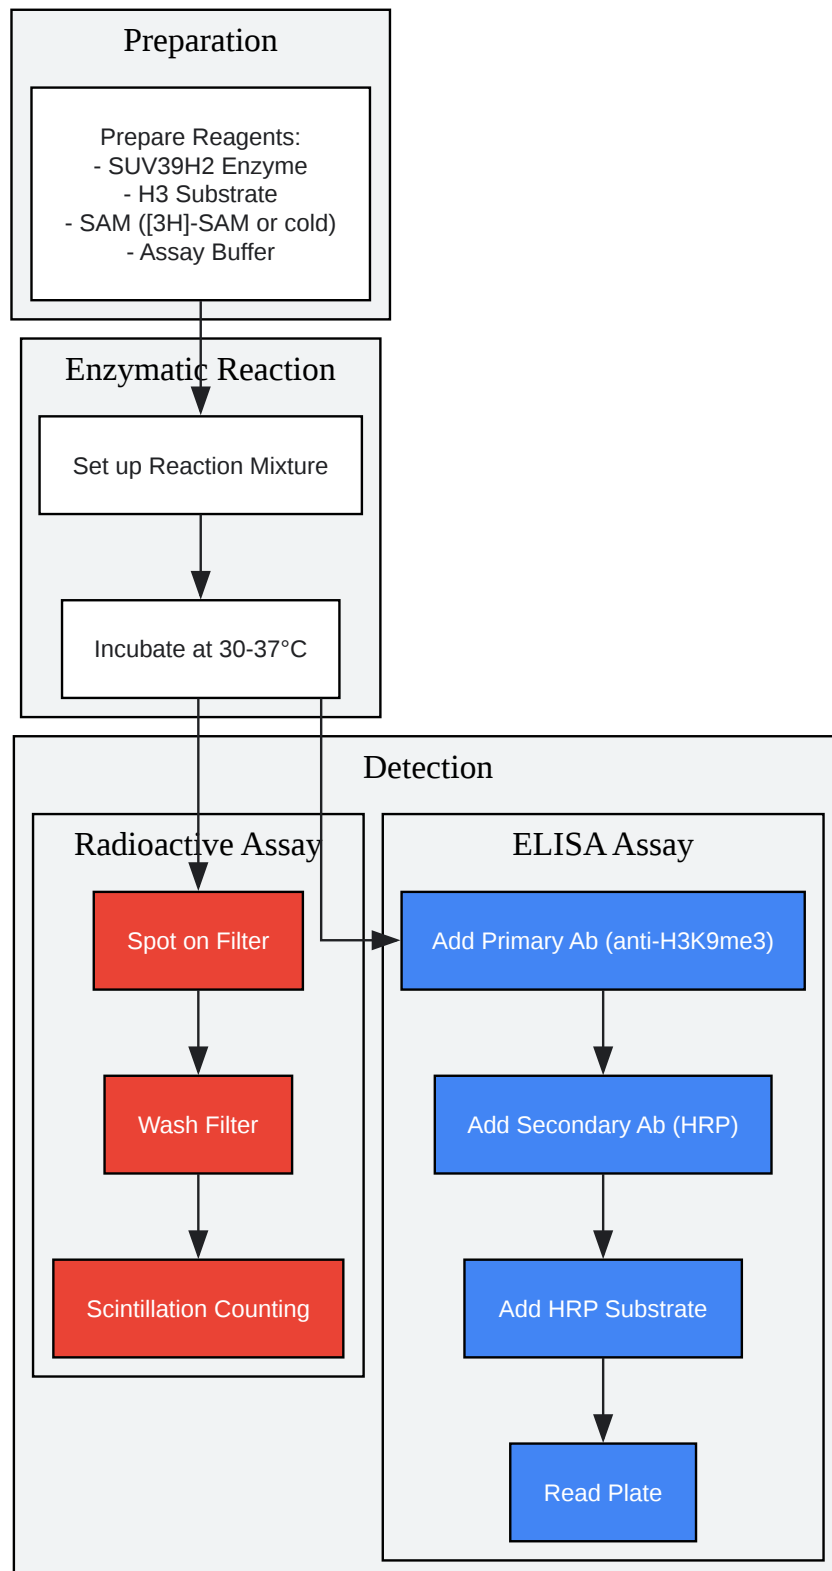 Preparation
Prepare Reagents:
- SUV39H2 Enzyme
- H3 Substrate
- SAM ([3H]-SAM or cold)
- Assay Buffer
Enzymatic Reaction
Set up Reaction Mixture
Incubate at 30-37°C
Detection
Radioactive Assay
Spot on Filter
Wash Filter
Scintillation Counting
ELISA Assay
Add Primary Ab (anti-H3K9me3)
Add Secondary Ab (HRP)
Add HRP Substrate
Read Plate